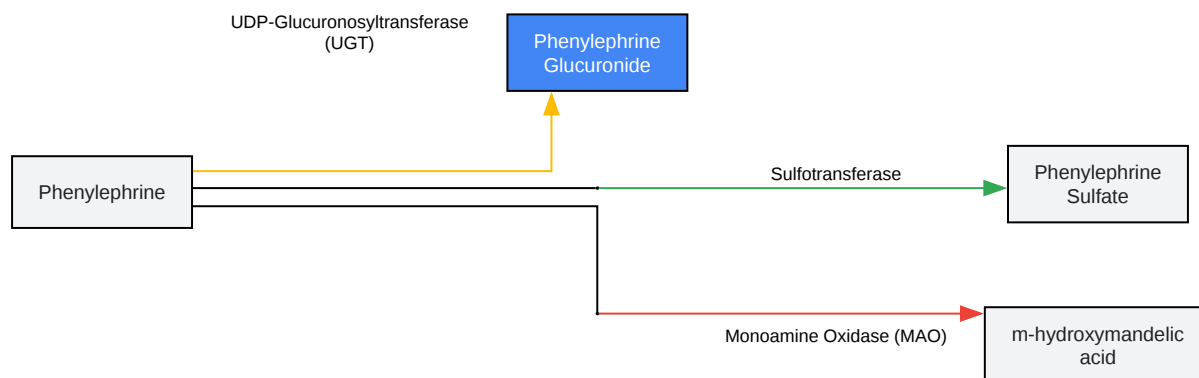 UDP-Glucuronosyltransferase
(UGT)
Phenylephrine
Glucuronide
Phenylephrine
Sulfotransferase
Phenylephrine
Sulfate
Monoamine Oxidase (MAO)
m-hydroxymandelic
acid